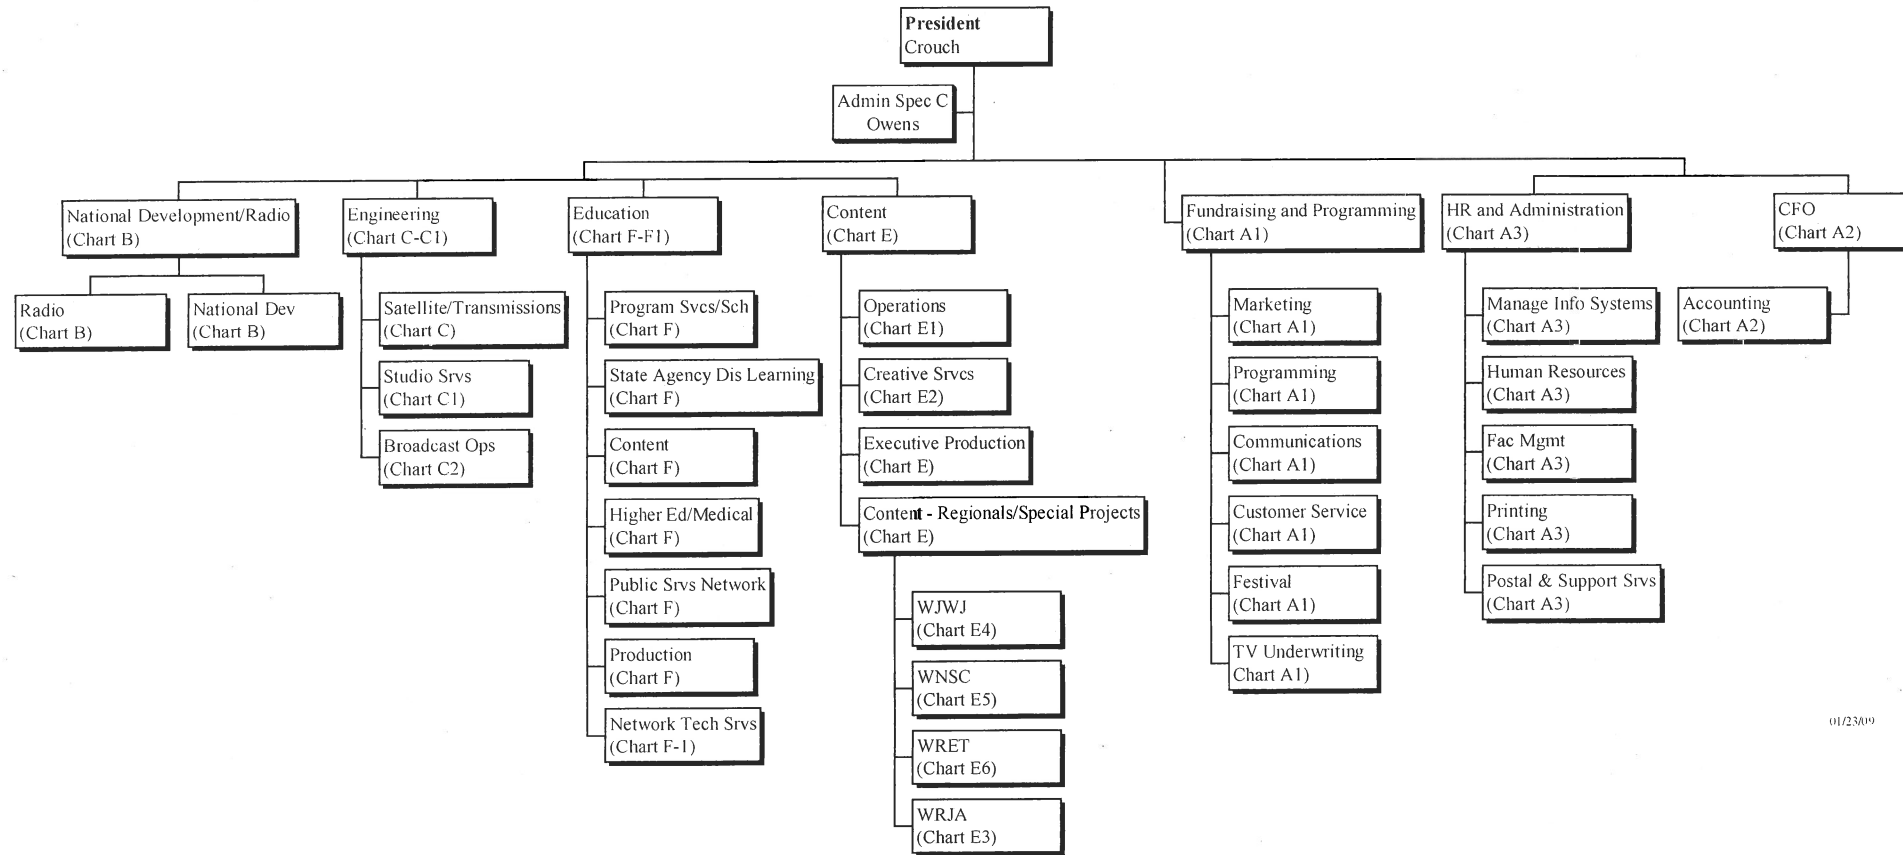 President
Crouch
Admin Spec C
Owens
National Development/Radio
(Chart B)
Radio
(Chart B)
National Dev
(Chart B)
Engineering
(Chart C-C1)
Satellite/Transmissions
(Chart C)
Studio Srvs
(Chart C1)
Broadcast Ops
(Chart C2)
Education
(Chart F-F1)
Program Svcs/Sch
(Chart F)
State Agency Dis Learning
(Chart F)
Content
(Chart F)
Higher Ed/Medical
(Chart F)
Public Srvs Network
(Chart F)
Production
(Chart F)
Network Tech Srvs
(Chart F-1)
Content
(Chart E)
Operations
(Chart E1)
Creative Srvcs
(Chart E2)
Executive Production
(Chart E)
Content - Regionals/Special Projects
(Chart E)
WJWJ
(Chart E4)
WNSC
(Chart E5)
WRET
(Chart E6)
WRJA
(Chart E3)
Fundraising and Programming
(Chart A1)
Marketing
(Chart A1)
Programming
(Chart A1)
Communications
(Chart A1)
Customer Service
(Chart A1)
Festival
(Chart A1)
TV Underwriting
Chart A1)
HR and Administration
(Chart A3)
Manage Info Systems
(Chart A3)
Human Resources
(Chart A3)
Fac Mgmt
(Chart A3)
Printing
(Chart A3)
Postal & Support Srvs
(Chart A3)
CFO
(Chart A2)
Accounting
(Chart A2)
01/23/09